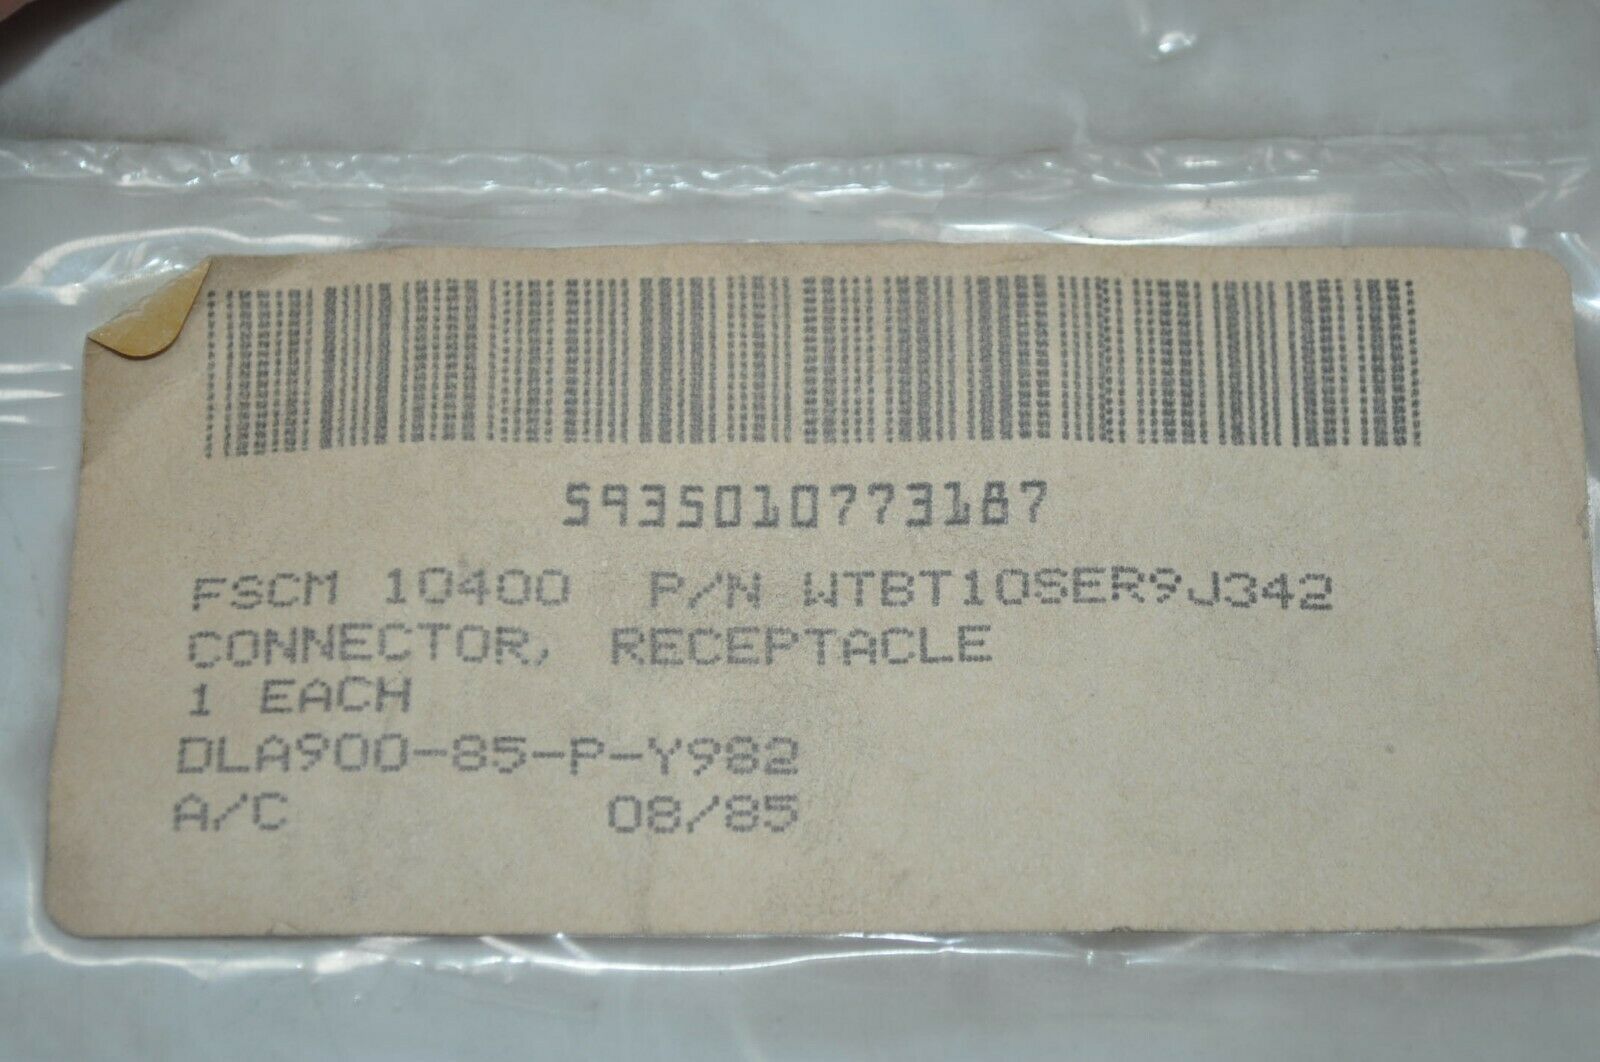 5935010773187
FSCM 10400 P/N WTBT10SER9J342
CONNECTOR, RECEPTACLE
1 EACH
DLA900-85-P-Y982
A/C 08/85